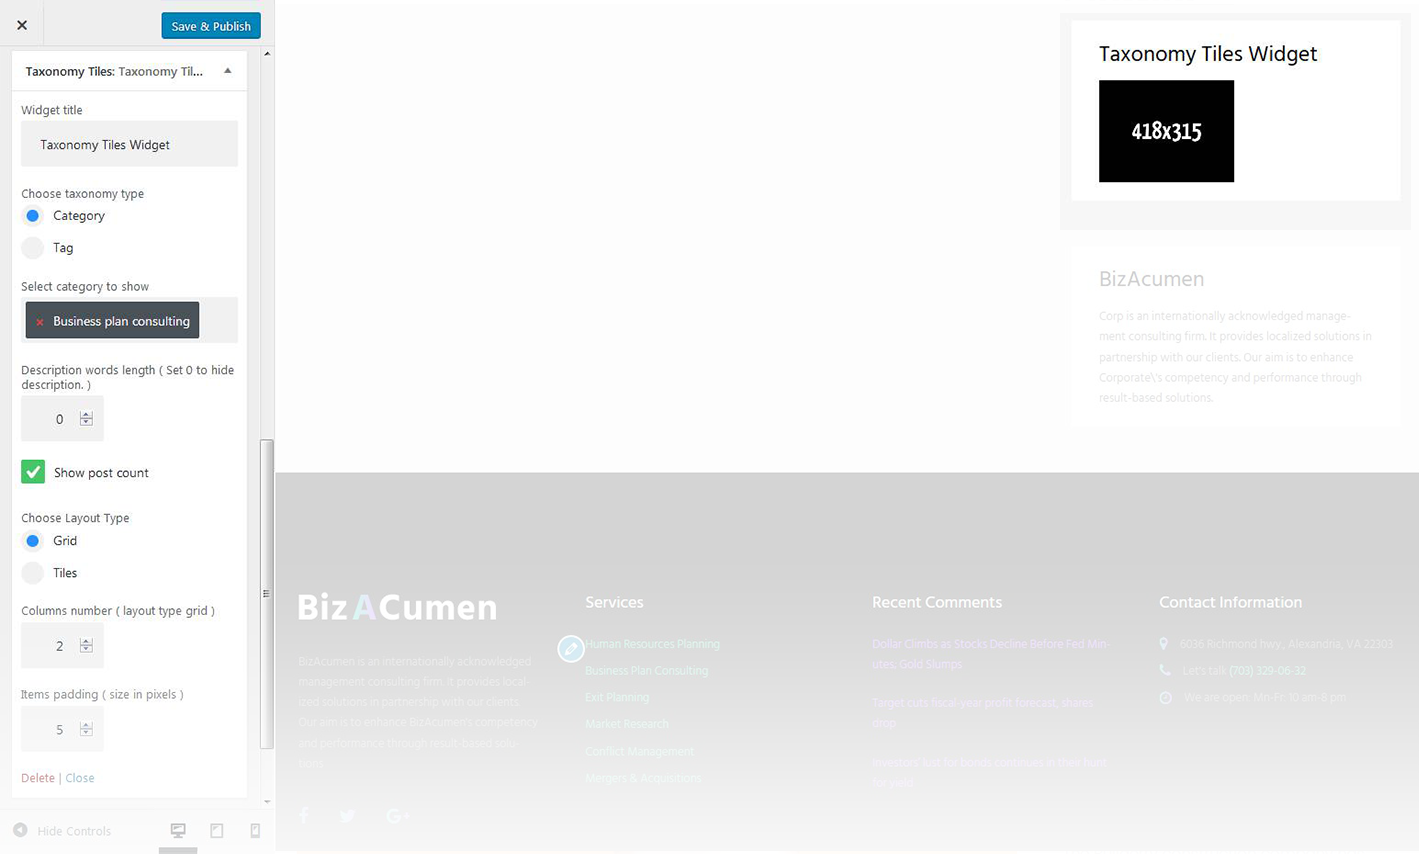 Save & Publish
Taxonomy Tiles: Taxonomy Til...
Widget title
Taxonomy Tiles Widget
Choose taxonomy type
Category
Tag
Select category to show
× Business plan consulting
Description words length ( Set 0 to hide
description. )
0
Show post count
Choose Layout Type
Grid
Tiles
Columns number ( layout type grid )
2
Items padding ( size in pixels )
5
Delete | Close
Hide Controls
Taxonomy Tiles Widget
418x315
BizAcumen
Corp is an internationally acknowledged manage-
ment consulting firm. It provides localized solutions in
partnership with our clients. Our aim is to enhance
Corporate\'s competency and performance through
result-based solutions.
BizACumen
BizAcumen is an internationally acknowledged
management consulting firm. It provides local-
ized solutions in partnership with our clients.
Our aim is to enhance BizAcumen's competency
and performance through result-based solu-
tions.
Services
Human Resources Planning
Business Plan Consulting
Exit Planning
Market Research
Conflict Management
Mergers & Acquisitions
Recent Comments
Dollar Climbs as Stocks Decline Before Fed Min-
utes; Gold Slumps
Target cuts fiscal-year profit forecast, shares
drop
Investors' lust for bonds continues in their hunt
for yield
Contact Information
6036 Richmond hwy., Alexandria, VA 22303
Let's talk (703) 329-06-32
We are open: Mn-Fr: 10 am-8 pm